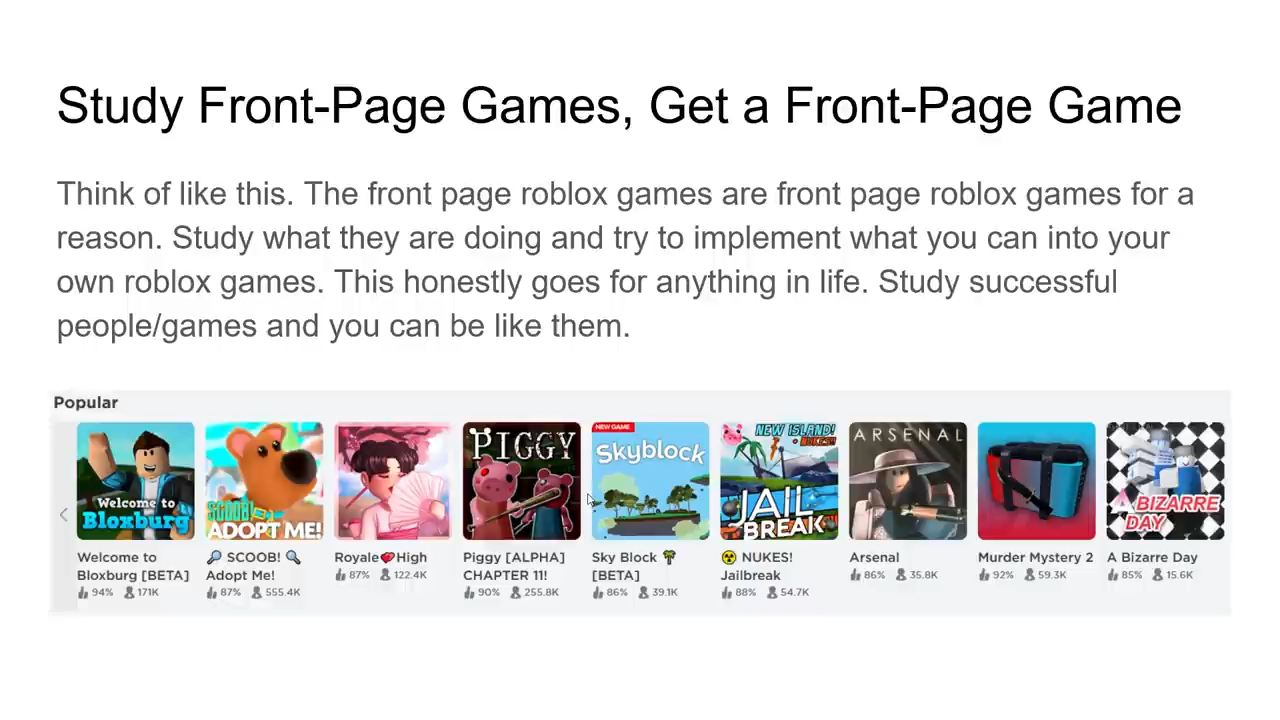 Study Front-Page Games, Get a Front-Page Game
Think of like this. The front page roblox games are front page roblox games for a
reason. Study what they are doing and try to implement what you can into your
own roblox games. This honestly goes for anything in life. Study successful
people/games and you can be like them.
Popular
Welcome to
Bloxburg
SCOOB!
ADOPT ME!
PIGGY
NEW GAME
Skyblock
NEW ISLAND!
+ NUKES!
JAIL
BREAK
ARSENAL
A BIZARRE
DAY
Welcome to
Bloxburg [BETA]
94% 171K
🔎 SCOOB! 🔍
Adopt Me!
87% 555.4K
Royale💘High
87% 122.4K
Piggy [ALPHA]
CHAPTER 11!
90% 255.8K
Sky Block 🌴
[BETA]
86% 39.1K
☢️ NUKES!
Jailbreak
88% 54.7K
Arsenal
86% 35.8K
Murder Mystery 2
92% 59.3K
A Bizarre Day
85% 15.6K